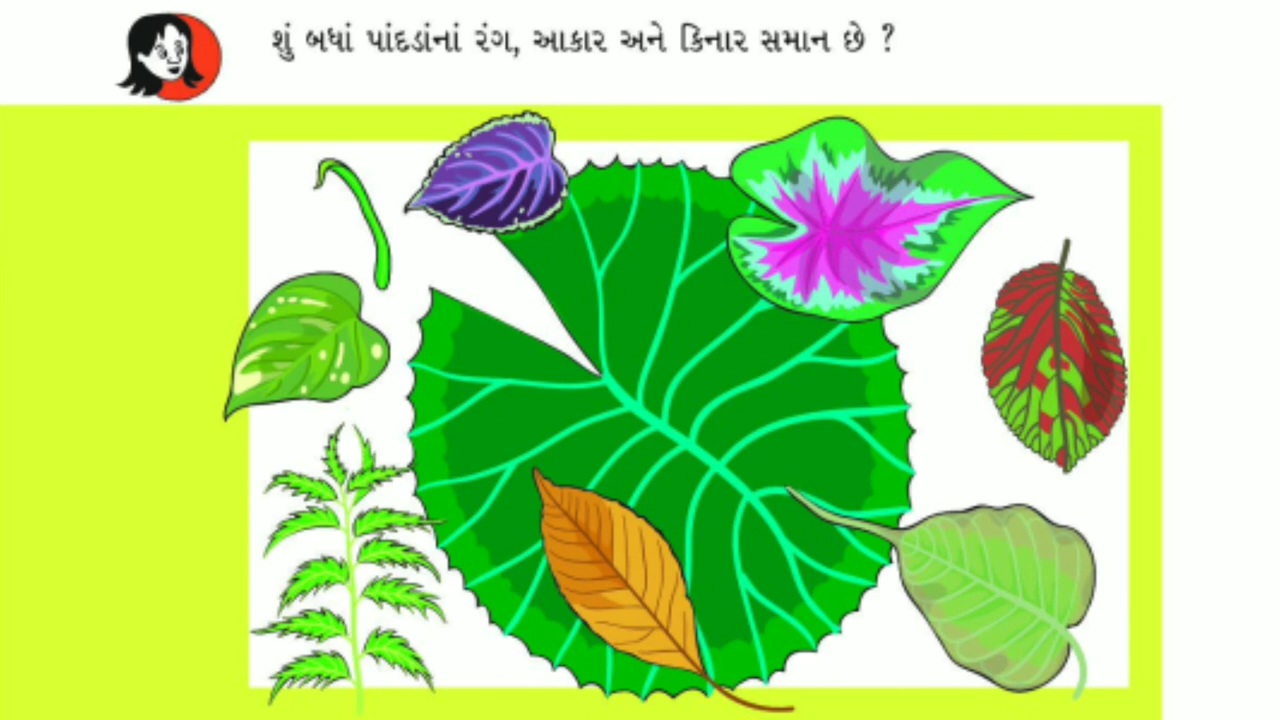 શું બધાં પાંદડાંનાં રંગ, આકાર અને કિનાર સમાન છે ?